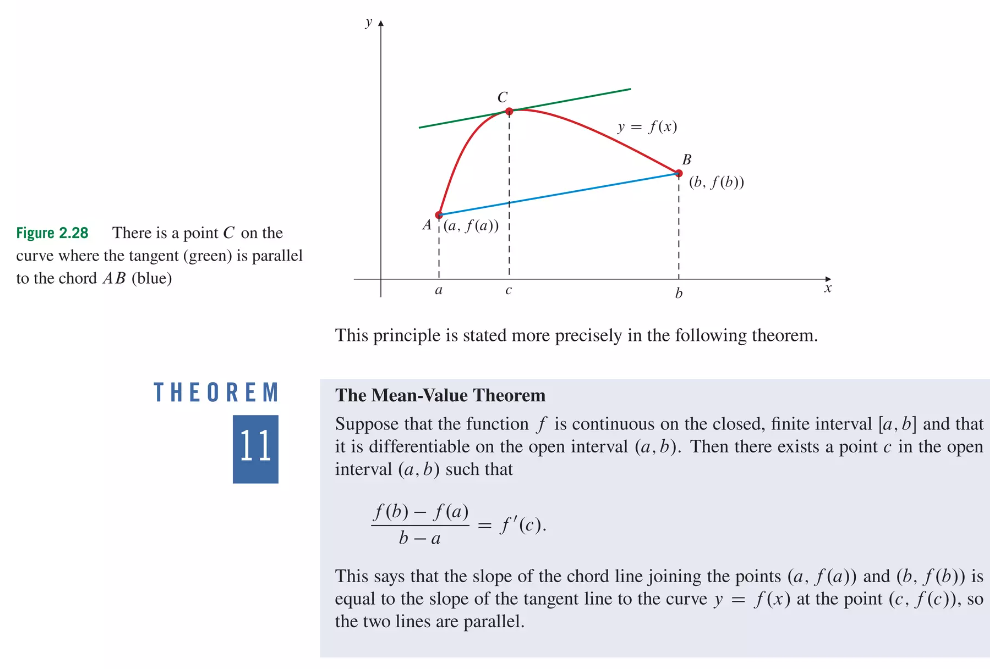 y
C
y = f(x)
B
(b, f(b))
A
(a, f(a))
a
c
b
x
Figure 2.28 There is a point C on the
curve where the tangent (green) is parallel
to the chord AB (blue)
This principle is stated more precisely in the following theorem.
THEOREM
11
The Mean-Value Theorem
Suppose that the function f is continuous on the closed, finite interval [a, b] and that
it is differentiable on the open interval (a, b). Then there exists a point c in the open
interval (a, b) such that
f(b) − f(a)
b − a
= f′(c).
This says that the slope of the chord line joining the points (a, f(a)) and (b, f(b)) is
equal to the slope of the tangent line to the curve y = f(x) at the point (c, f(c)), so
the two lines are parallel.